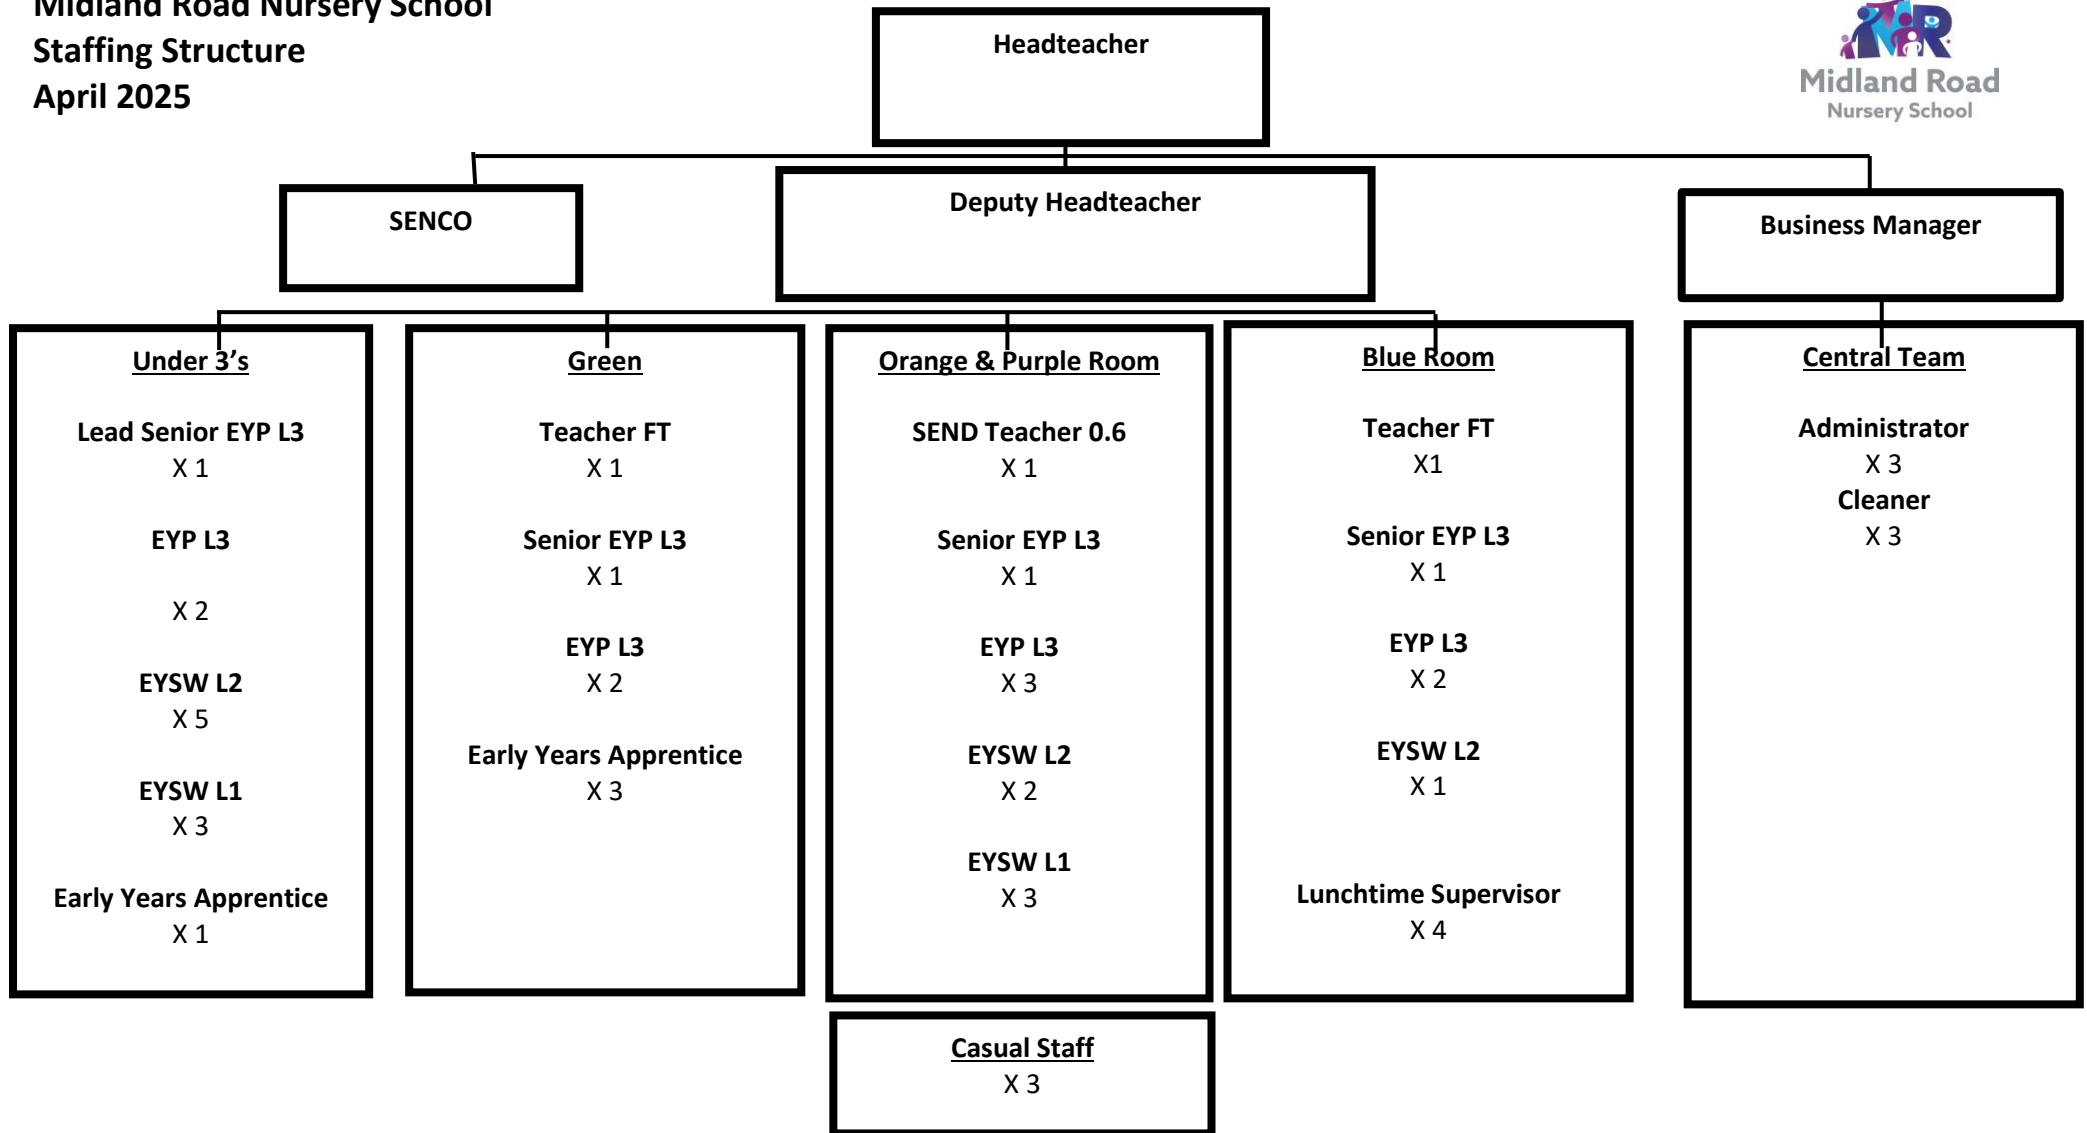 Midland Road Nursery School
Staffing Structure
April 2025
Headteacher
Midland Road
Nursery School
SENCO
Deputy Headteacher
Business Manager
Under 3’s
Lead Senior EYP L3
X 1
EYP L3
X 2
EYSW L2
X 5
EYSW L1
X 3
Early Years Apprentice
X 1
Green
Teacher FT
X 1
Senior EYP L3
X 1
EYP L3
X 2
Early Years Apprentice
X 3
Orange & Purple Room
SEND Teacher 0.6
X 1
Senior EYP L3
X 1
EYP L3
X 3
EYSW L2
X 2
EYSW L1
X 3
Blue Room
Teacher FT
X1
Senior EYP L3
X 1
EYP L3
X 2
EYSW L2
X 1
Lunchtime Supervisor
X 4
Central Team
Administrator
X 3
Cleaner
X 3
Casual Staff
X 3